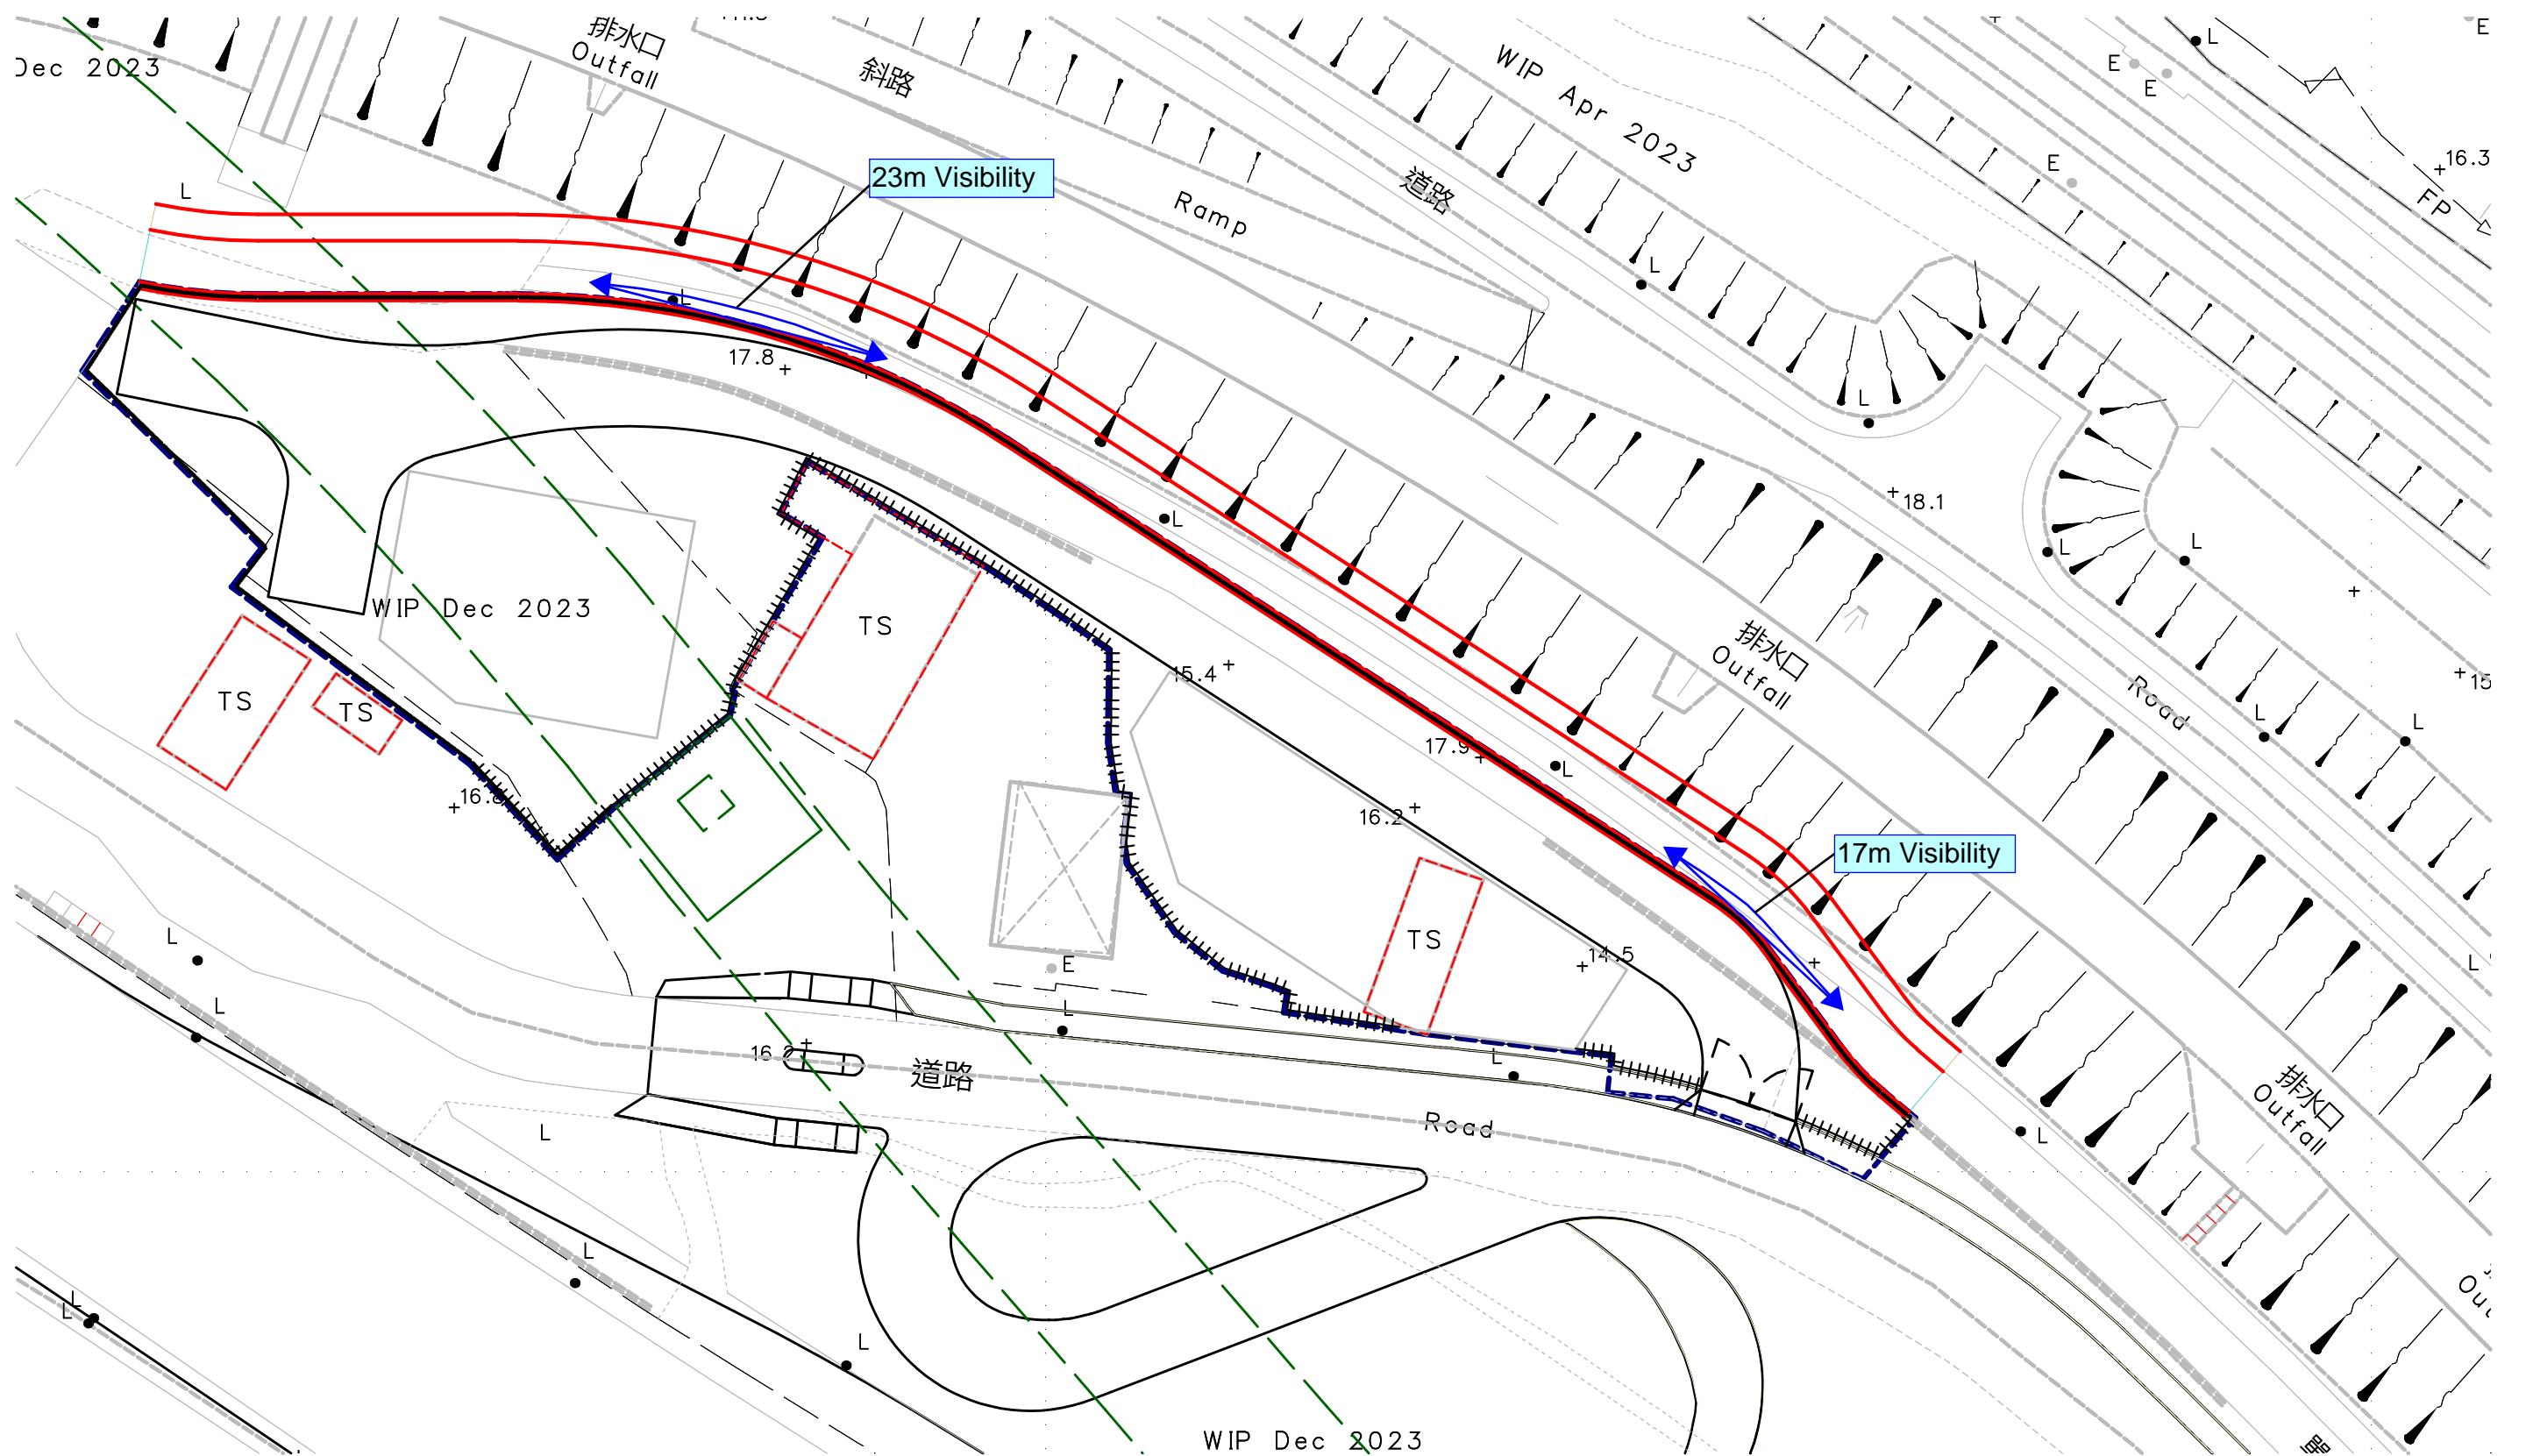 排水口
Outfall
斜路
Dec 2023
WIP Apr 2023
L
E
E
E
16.3
FP
23m Visibility
L
Ramp
道路
L
L
17.8
L
L
18.1
L
L
WIP Dec 2023
TS
排水口
Outfall
15.4
TS
TS
Road
L
L
17.9
L
16.2
17m Visibility
L
TS
14.5
E
L
L
L
16.2
道路
L
Road
L
排水口
Outfall
L
L
L
L
L
WIP Dec 2023